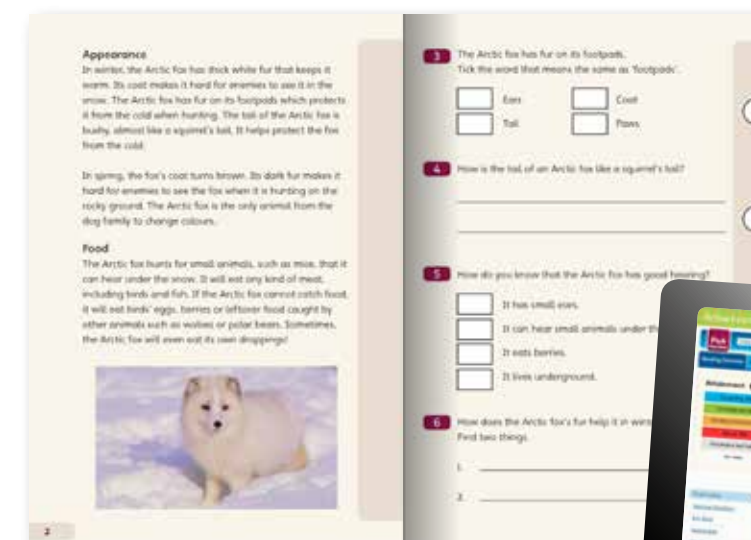 Appearance
In winter, the Arctic fox has thick white fur that keeps it
warm. Its coat makes it hard for enemies to see it in the
snow. The Arctic fox has fur on its footpads which protects
it from the cold when hunting. The tail of the Arctic fox is
bushy, almost like a squirrel's tail. It helps protect the fox
from the cold.
In spring, the fox's coat turns brown. Its dark fur makes it
hard for enemies to see the fox when it is hunting on the
rocky ground. The Arctic fox is the only animal from the
dog family to change colours.
Food
The Arctic fox hunts for small animals, such as mice, that it
can hear under the snow. It will eat any kind of meat,
including birds and fish. If the Arctic fox cannot catch food,
it will eat birds' eggs, berries or leftover food caught by
other animals such as wolves or polar bears. Sometimes,
the Arctic fox will even eat its own droppings!
2
3 The Arctic fox has fur on its footpads.
Tick the word that means the same as 'footpads'.
Ears Coat
Tail Paws
4 How is the tail of an Arctic fox like a squirrel's tail?
5 How do you know that the Arctic fox has good hearing?
It has small ears.
It can hear small animals under
It eats berries.
It lives underground.
6 How does the Arctic fox's fur help it in
Find two things.
1.
2.